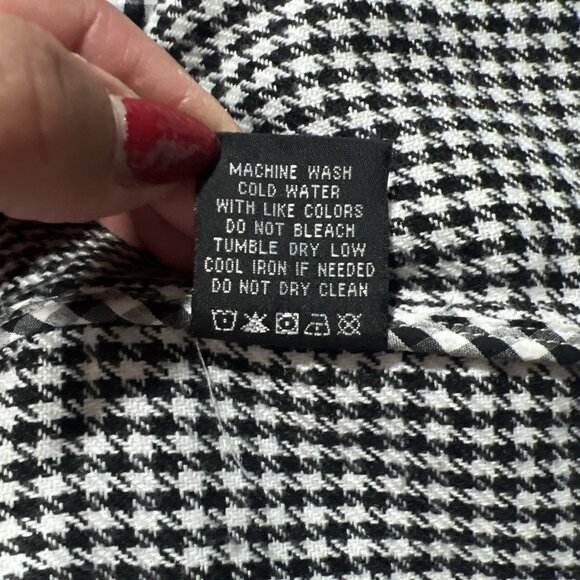 MACHINE WASH
COLD WATER
WITH LIKE COLORS
DO NOT BLEACH
TUMBLE DRY LOW
COOL IRON IF NEEDED
DO NOT DRY CLEAN